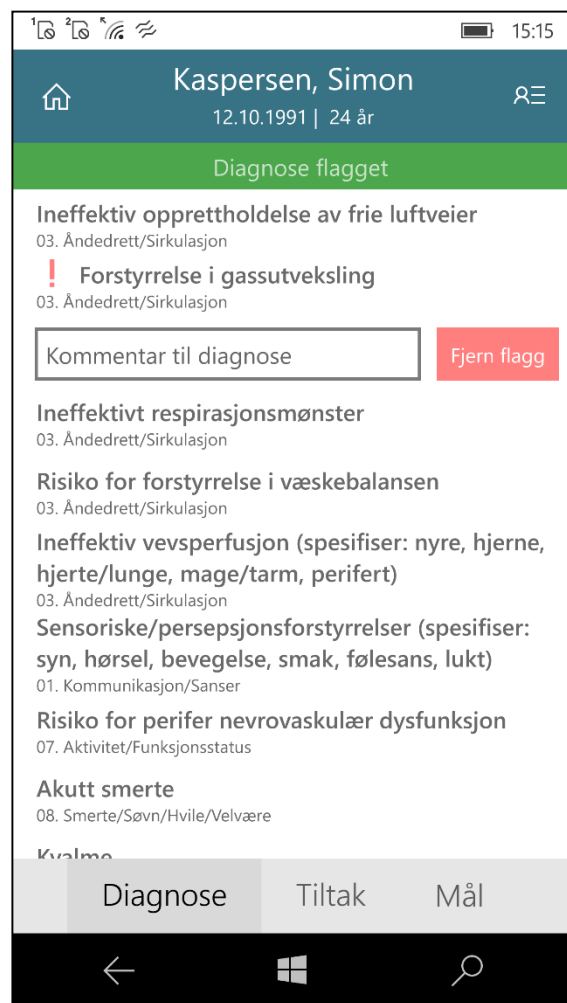 1 2 15:15
Kaspersen, Simon
12.10.1991 | 24 år
Diagnose flagget
Ineffektiv opprettholdelse av frie luftveier
03. Åndedrett/Sirkulasjon
! Forstyrrelse i gassutveksling
03. Åndedrett/Sirkulasjon
Kommentar til diagnose Fjern flagg
Ineffektivt respirasjonsmønster
03. Åndedrett/Sirkulasjon
Risiko for forstyrrelse i væskebalansen
03. Åndedrett/Sirkulasjon
Ineffektiv vevsperfusjon (spesifiser: nyre, hjerne,
hjerte/lunge, mage/tarm, perifert)
03. Åndedrett/Sirkulasjon
Sensoriske/persepsjonsforstyrrelser (spesifiser:
syn, hørsel, bevegelse, smak, følesans, lukt)
01. Kommunikasjon/Sanser
Risiko for perifer nevrovaskulær dysfunksjon
07. Aktivitet/Funksjonsstatus
Akutt smerte
08. Smerte/Søvn/Hvile/Velvære
Kvalme
Diagnose Tiltak Mål